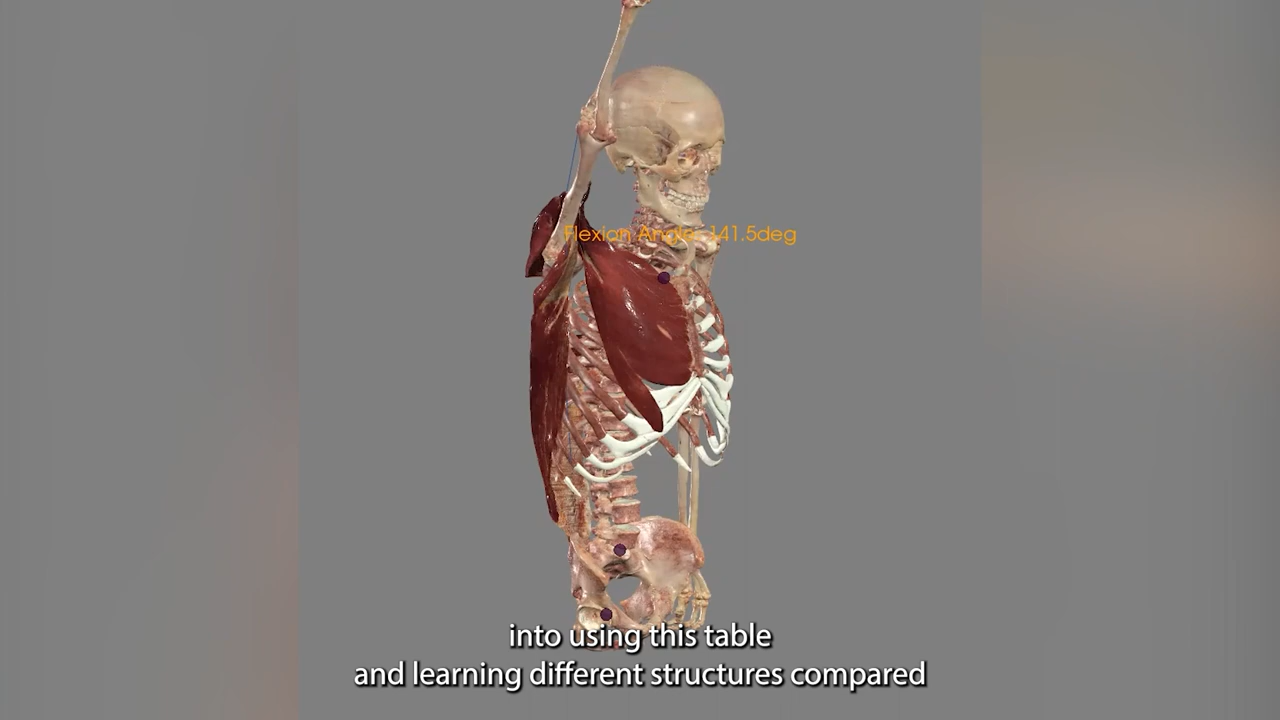 Flexion Angle: 141.5deg
into using this table
and learning different structures compared